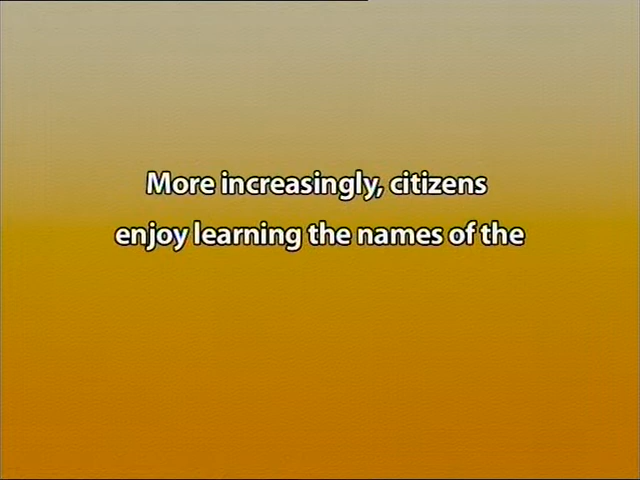 More increasingly, citizens
enjoy learning the names of the